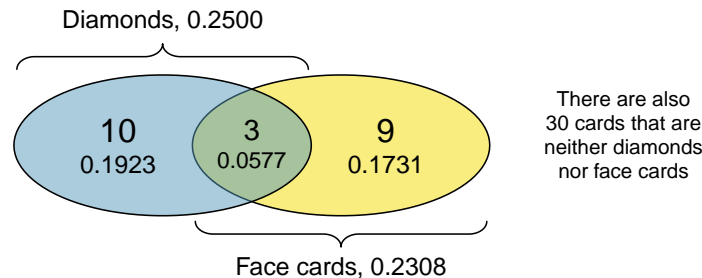 Diamonds, 0.2500
10
0.1923
3
0.0577
9
0.1731
There are also
30 cards that are
neither diamonds
nor face cards
Face cards, 0.2308